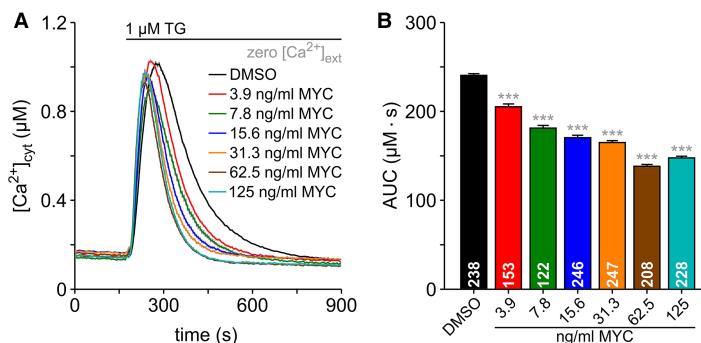 A
1 µM TG
zero [Ca²⁺]ext
DMSO
3.9 ng/ml MYC
7.8 ng/ml MYC
15.6 ng/ml MYC
31.3 ng/ml MYC
62.5 ng/ml MYC
125 ng/ml MYC
[Ca²⁺]cyt (µM)
1.2
0.8
0.4
0
0 300 600 900
time (s)
B
AUC (µM · s)
300
200
100
0
*** *** *** *** *** ***
238 153 122 246 247 208 228
DMSO 3.9 7.8 15.6 31.3 62.5 125
ng/ml MYC